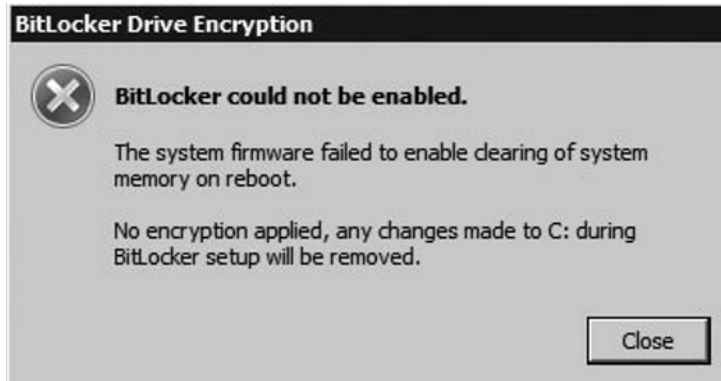 BitLocker Drive Encryption
BitLocker could not be enabled.
The system firmware failed to enable clearing of system
memory on reboot.
No encryption applied, any changes made to C: during
BitLocker setup will be removed.
Close